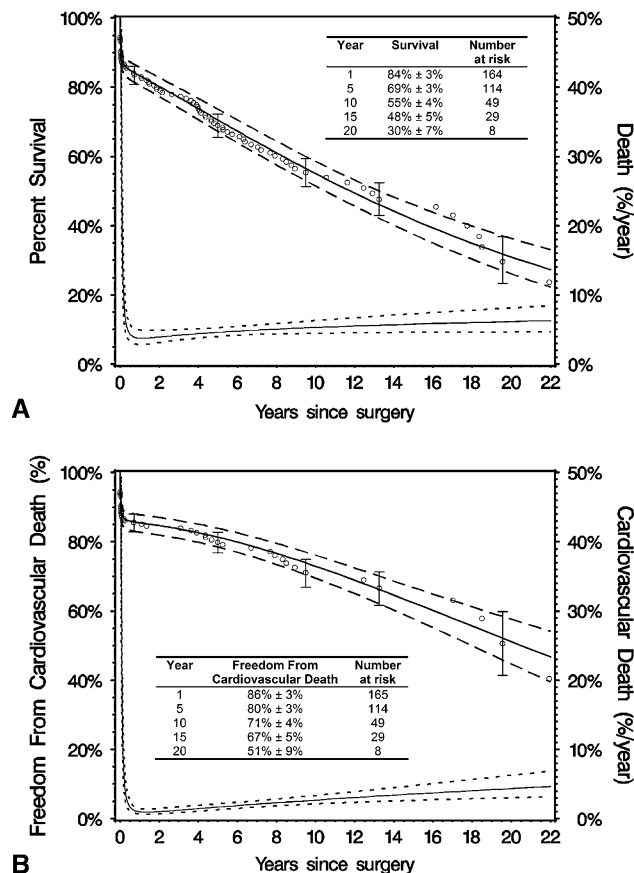 100%
80%
60%
40%
20%
0%
Percent Survival
50%
40%
30%
20%
10%
0%
Death (%/year)
Year Survival Number
at risk
1 84% ± 3% 164
5 69% ± 3% 114
10 55% ± 4% 49
15 48% ± 5% 29
20 30% ± 7% 8
0 2 4 6 8 10 12 14 16 18 20 22
Years since surgery
A
100%
80%
60%
40%
20%
0%
Freedom From Cardiovascular Death (%)
50%
40%
30%
20%
10%
0%
Cardiovascular
Death (%/year)
Year Freedom From Number
Cardiovascular Death at risk
1 86% ± 3% 165
5 80% ± 3% 114
10 71% ± 4% 49
15 67% ± 5% 29
20 51% ± 9% 8
0 2 4 6 8 10 12 14 16 18 20 22
Years since surgery
B